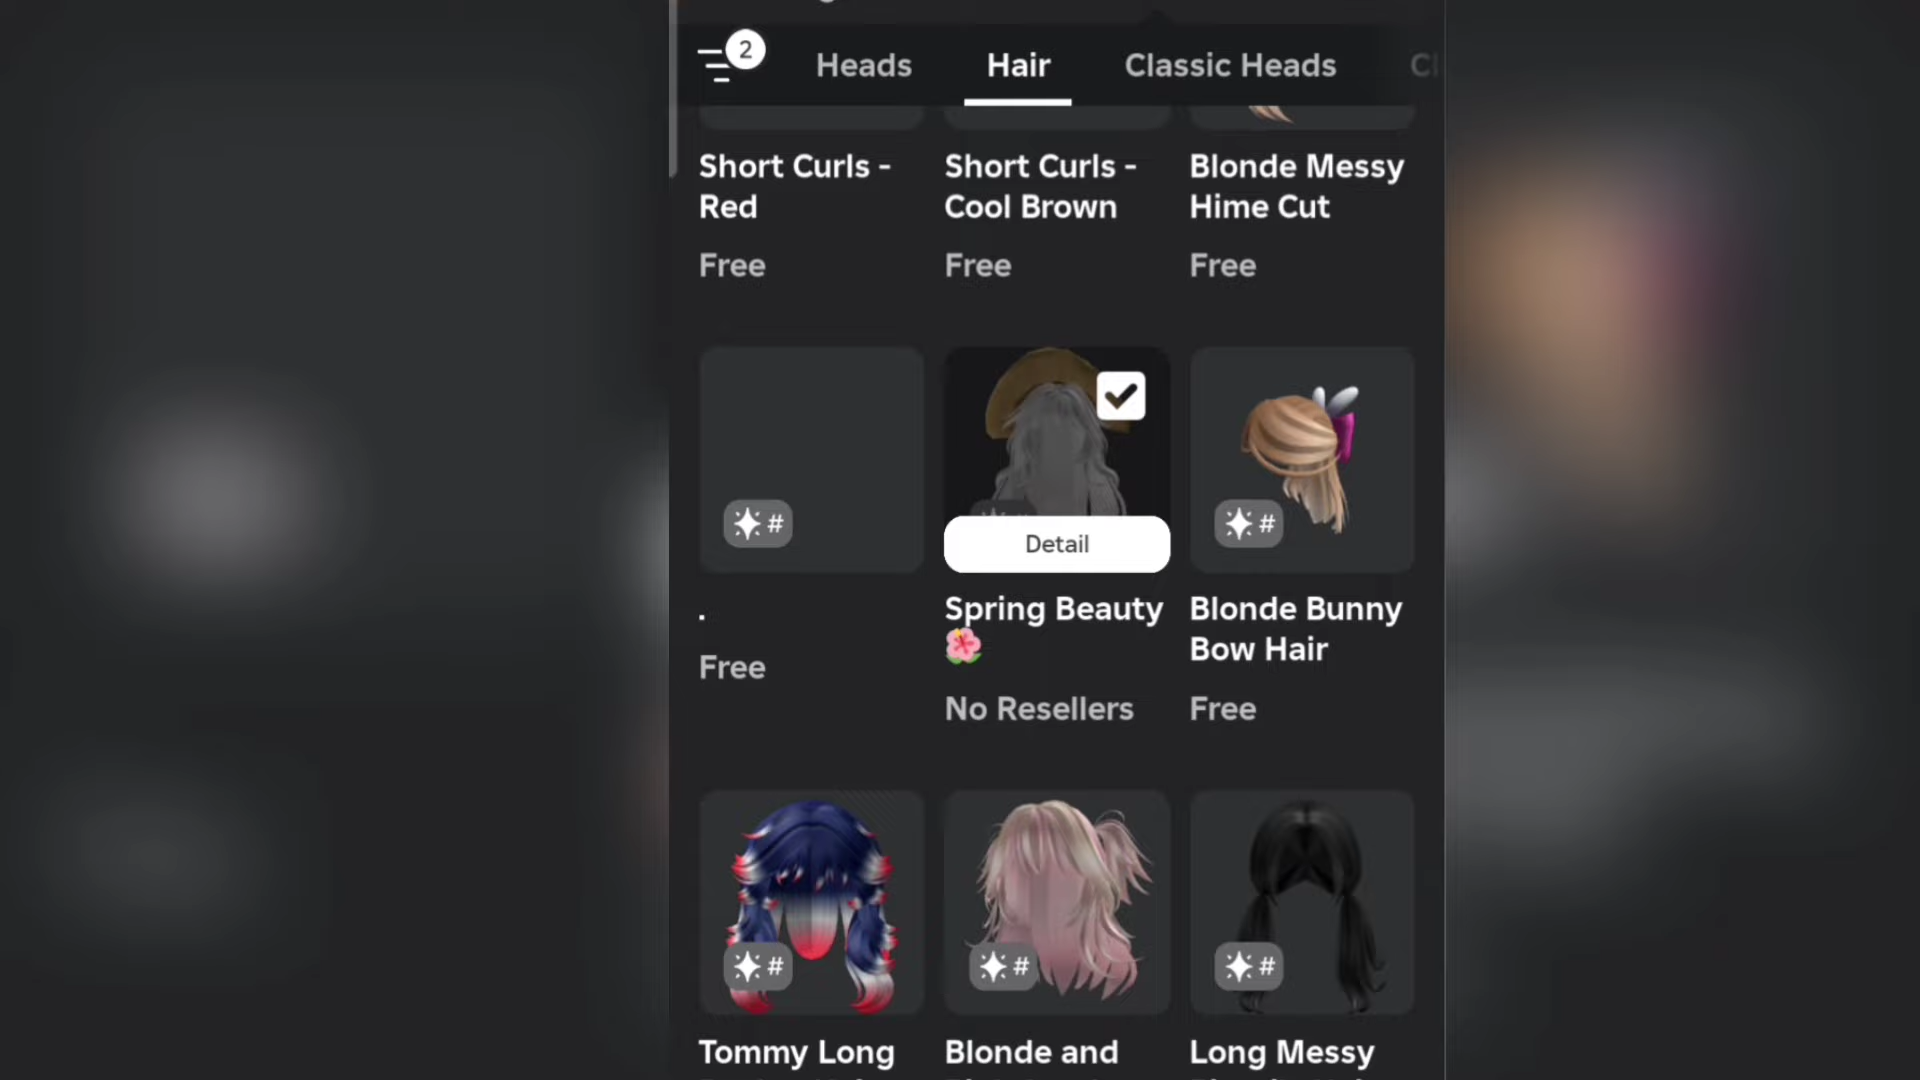 2
Heads
Hair
Classic Heads
Cl
Short Curls -
Red
Free
Short Curls -
Cool Brown
Free
Blonde Messy
Hime Cut
Free
#
.
Free
Detail
Spring Beauty
🌺
No Resellers
#
Blonde Bunny
Bow Hair
Free
#
Tommy Long
#
Blonde and
#
Long Messy